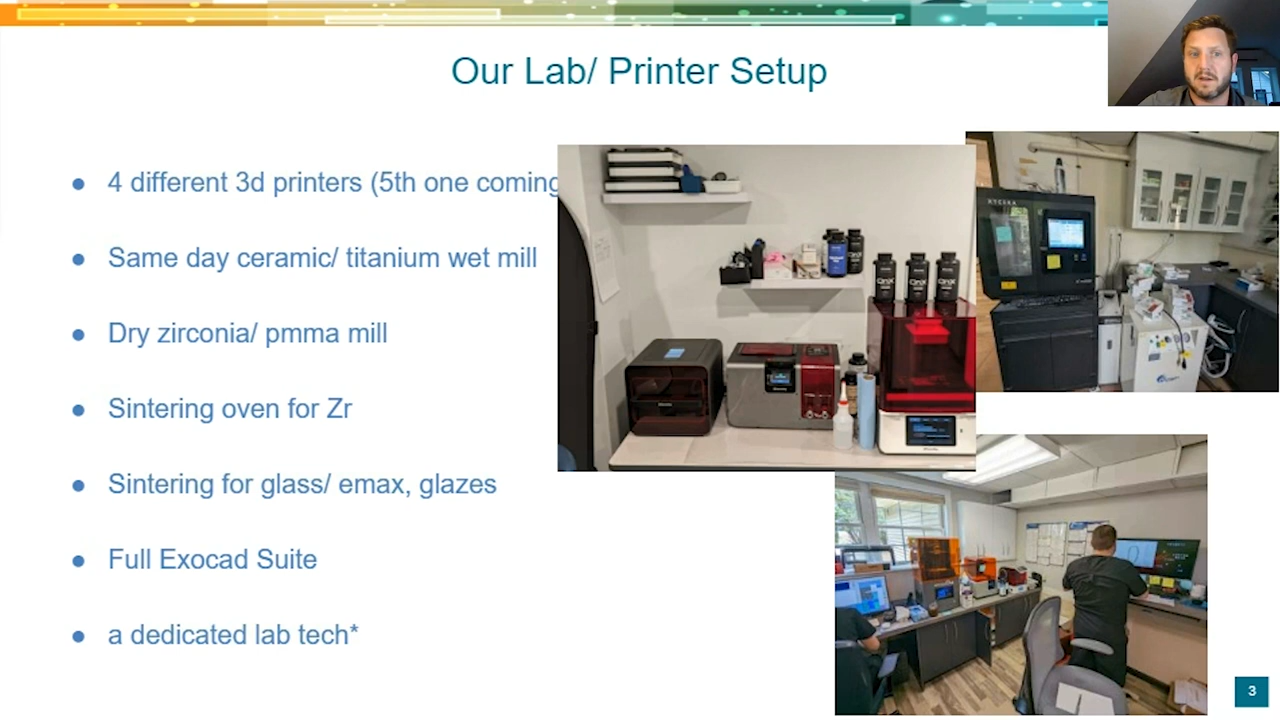 Our Lab/ Printer Setup
● 4 different 3d printers (5th one coming
● Same day ceramic/ titanium wet mill
● Dry zirconia/ pmma mill
● Sintering oven for Zr
● Sintering for glass/ emax, glazes
● Full Exocad Suite
● a dedicated lab tech*
3